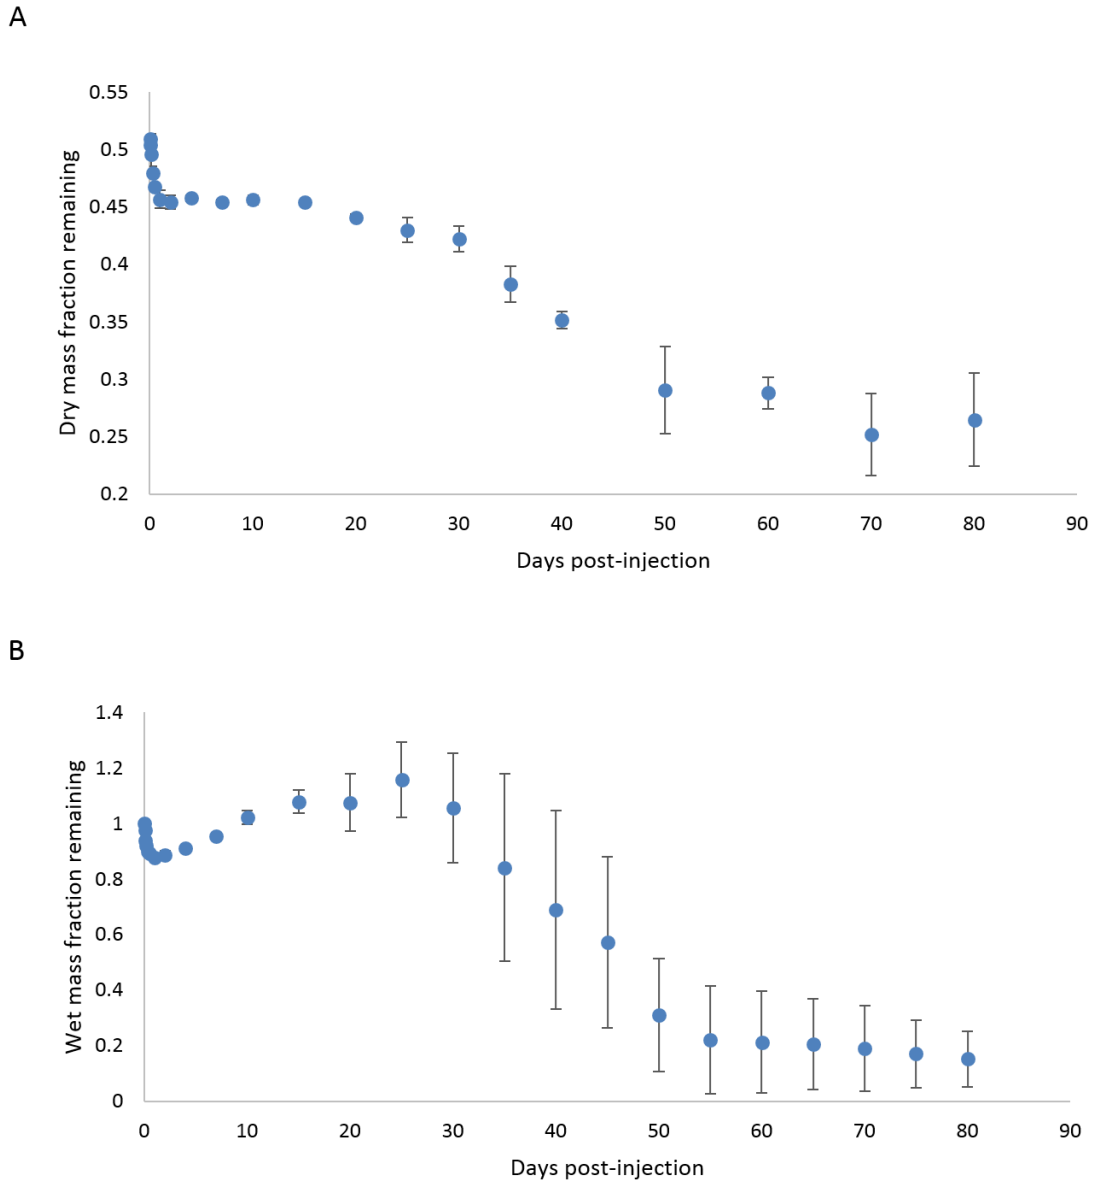 A
Dry mass fraction remaining
0.55
0.5
0.45
0.4
0.35
0.3
0.25
0.2
0 10 20 30 40 50 60 70 80 90
Days post-injection
B
Wet mass fraction remaining
1.4
1.2
1
0.8
0.6
0.4
0.2
0
0 10 20 30 40 50 60 70 80 90
Days post-injection